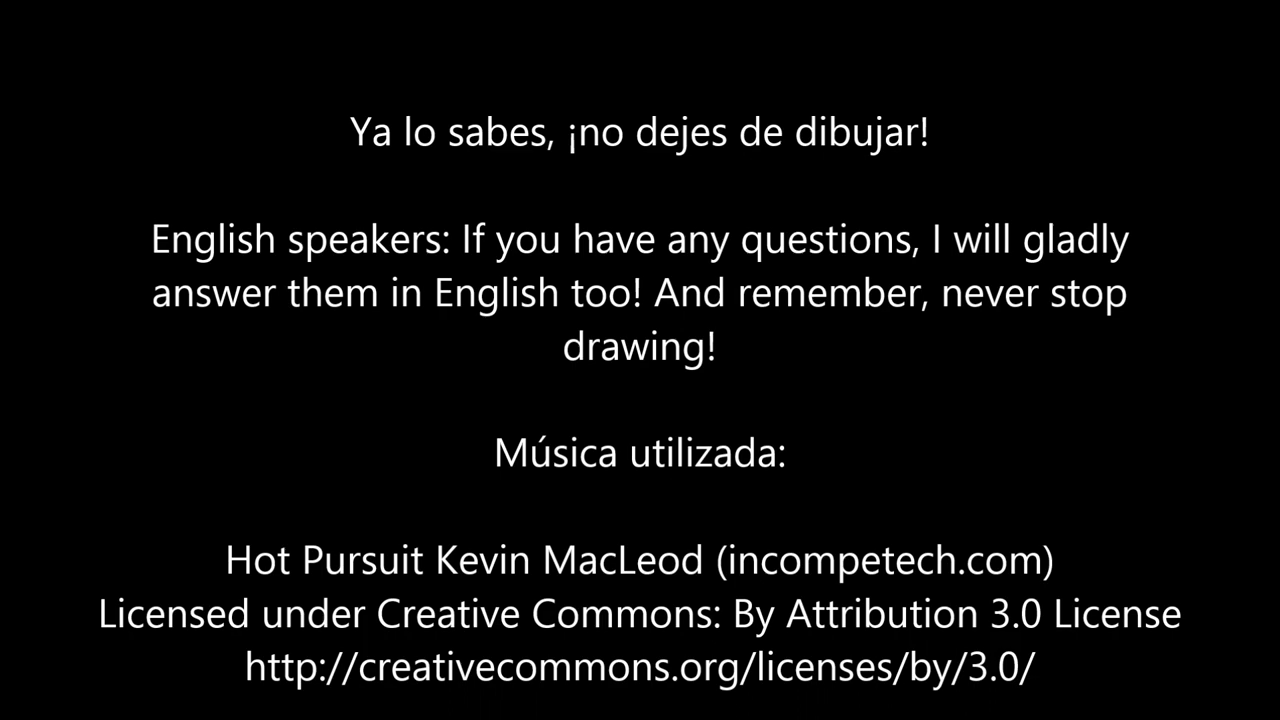 Ya lo sabes, ¡no dejes de dibujar!
English speakers: If you have any questions, I will gladly
answer them in English too! And remember, never stop
drawing!
Música utilizada:
Hot Pursuit Kevin MacLeod (incompetech.com)
Licensed under Creative Commons: By Attribution 3.0 License
http://creativecommons.org/licenses/by/3.0/